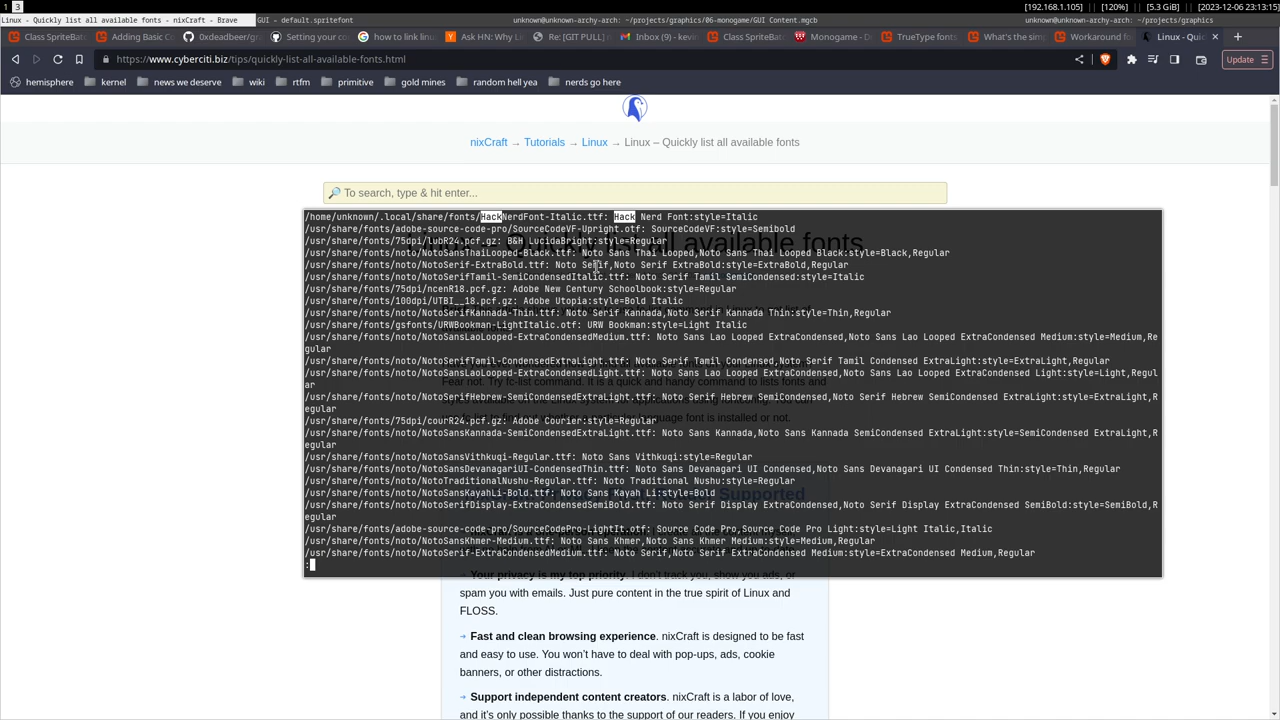 1 3 [192.168.1.105] || [120%] || [5.3 GiB] || [2023-12-06 23:13:15]
Linux - Quickly list all available fonts - nixCraft - Brave GUI - default.spritefont unknown@unknown-archy-arch: ~/projects/graphics/06-monogame/GUI Content.mgcb unknown@unknown-archy-arch: ~/projects/graphics
Class SpriteBatc Adding Basic C 0xdeadbeer/gr Setting your co how to link linux Ask HN: Why Li Re: [GIT PULL] m Inbox (9) - kevin Class SpriteBat Monogame - D TrueType fonts What's the sim Workaround fo Linux - Quic
https://www.cyberciti.biz/tips/quickly-list-all-available-fonts.html Update
hemisphere kernel news we deserve wiki rtfm primitive gold mines random hell yea nerds go here
nixCraft → Tutorials → Linux → Linux – Quickly list all available fonts
To search, type & hit enter...
/home/unknown/.local/share/fonts/HackNerdFont-Italic.ttf: Hack Nerd Font:style=Italic
/usr/share/fonts/adobe-source-code-pro/SourceCodeVF-Upright.otf: SourceCodeVF:style=Semibold
/usr/share/fonts/75dpi/lubR24.pcf.gz: B&H LucidaBright:style=Regular
/usr/share/fonts/noto/NotoSansThaiLooped-Black.ttf: Noto Sans Thai Looped,Noto Sans Thai Looped Black:style=Black,Regular
/usr/share/fonts/noto/NotoSerif-ExtraBold.ttf: Noto Serif,Noto Serif ExtraBold:style=ExtraBold,Regular
/usr/share/fonts/noto/NotoSerifTamil-SemiCondensedItalic.ttf: Noto Serif Tamil SemiCondensed:style=Italic
/usr/share/fonts/75dpi/ncenR18.pcf.gz: Adobe New Century Schoolbook:style=Regular
/usr/share/fonts/100dpi/UTBI__18.pcf.gz: Adobe Utopia:style=Bold Italic
/usr/share/fonts/noto/NotoSerifKannada-Thin.ttf: Noto Serif Kannada,Noto Serif Kannada Thin:style=Thin,Regular
/usr/share/fonts/gsfonts/URWBookman-LightItalic.otf: URW Bookman:style=Light Italic
/usr/share/fonts/noto/NotoSansLaoLooped-ExtraCondensedMedium.ttf: Noto Sans Lao Looped ExtraCondensed,Noto Sans Lao Looped ExtraCondensed Medium:style=Medium,Re
gular
/usr/share/fonts/noto/NotoSerifTamil-CondensedExtraLight.ttf: Noto Serif Tamil Condensed,Noto Serif Tamil Condensed ExtraLight:style=ExtraLight,Regular
/usr/share/fonts/noto/NotoSansLaoLooped-ExtraCondensedLight.ttf: Noto Sans Lao Looped ExtraCondensed,Noto Sans Lao Looped ExtraCondensed Light:style=Light,Regul
ar
/usr/share/fonts/noto/NotoSerifHebrew-SemiCondensedExtraLight.ttf: Noto Serif Hebrew SemiCondensed,Noto Serif Hebrew SemiCondensed ExtraLight:style=ExtraLight,R
egular
/usr/share/fonts/75dpi/courR24.pcf.gz: Adobe Courier:style=Regular
/usr/share/fonts/noto/NotoSansKannada-SemiCondensedExtraLight.ttf: Noto Sans Kannada,Noto Sans Kannada SemiCondensed ExtraLight:style=SemiCondensed ExtraLight,R
egular
/usr/share/fonts/noto/NotoSansVithkuqi-Regular.ttf: Noto Sans Vithkuqi:style=Regular
/usr/share/fonts/noto/NotoSansDevanagariUI-CondensedThin.ttf: Noto Sans Devanagari UI Condensed,Noto Sans Devanagari UI Condensed Thin:style=Thin,Regular
/usr/share/fonts/noto/NotoTraditionalNushu-Regular.ttf: Noto Traditional Nushu:style=Regular
/usr/share/fonts/noto/NotoSansKayahLi-Bold.ttf: Noto Sans Kayah Li:style=Bold
/usr/share/fonts/noto/NotoSerifDisplay-ExtraCondensedSemiBold.ttf: Noto Serif Display ExtraCondensed,Noto Serif Display ExtraCondensed SemiBold:style=SemiBold,R
egular
/usr/share/fonts/adobe-source-code-pro/SourceCodePro-LightIt.otf: Source Code Pro,Source Code Pro Light:style=Light Italic,Italic
/usr/share/fonts/noto/NotoSansKhmer-Medium.ttf: Noto Sans Khmer,Noto Sans Khmer Medium:style=Medium,Regular
/usr/share/fonts/noto/NotoSerif-ExtraCondensedMedium.ttf: Noto Serif,Noto Serif ExtraCondensed Medium:style=ExtraCondensed Medium,Regular
:
→ Your privacy is my top priority. I don't track you, show you ads, or
spam you with emails. Just pure content in the true spirit of Linux and
FLOSS.
→ Fast and clean browsing experience. nixCraft is designed to be fast
and easy to use. You won't have to deal with pop-ups, ads, cookie
banners, or other distractions.
→ Support independent content creators. nixCraft is a labor of love,
and it's only possible thanks to the support of our readers. If you enjoy